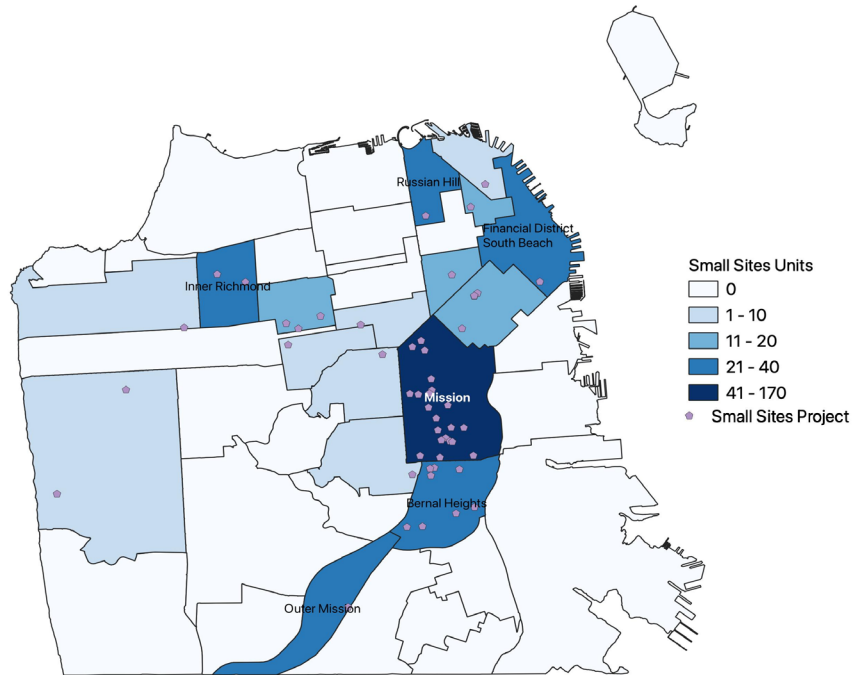 Russian Hill
Financial District
South Beach
Inner Richmond
Small Sites Units
0
1 - 10
11 - 20
21 - 40
41 - 170
Small Sites Project
Mission
Bernal Heights
Outer Mission